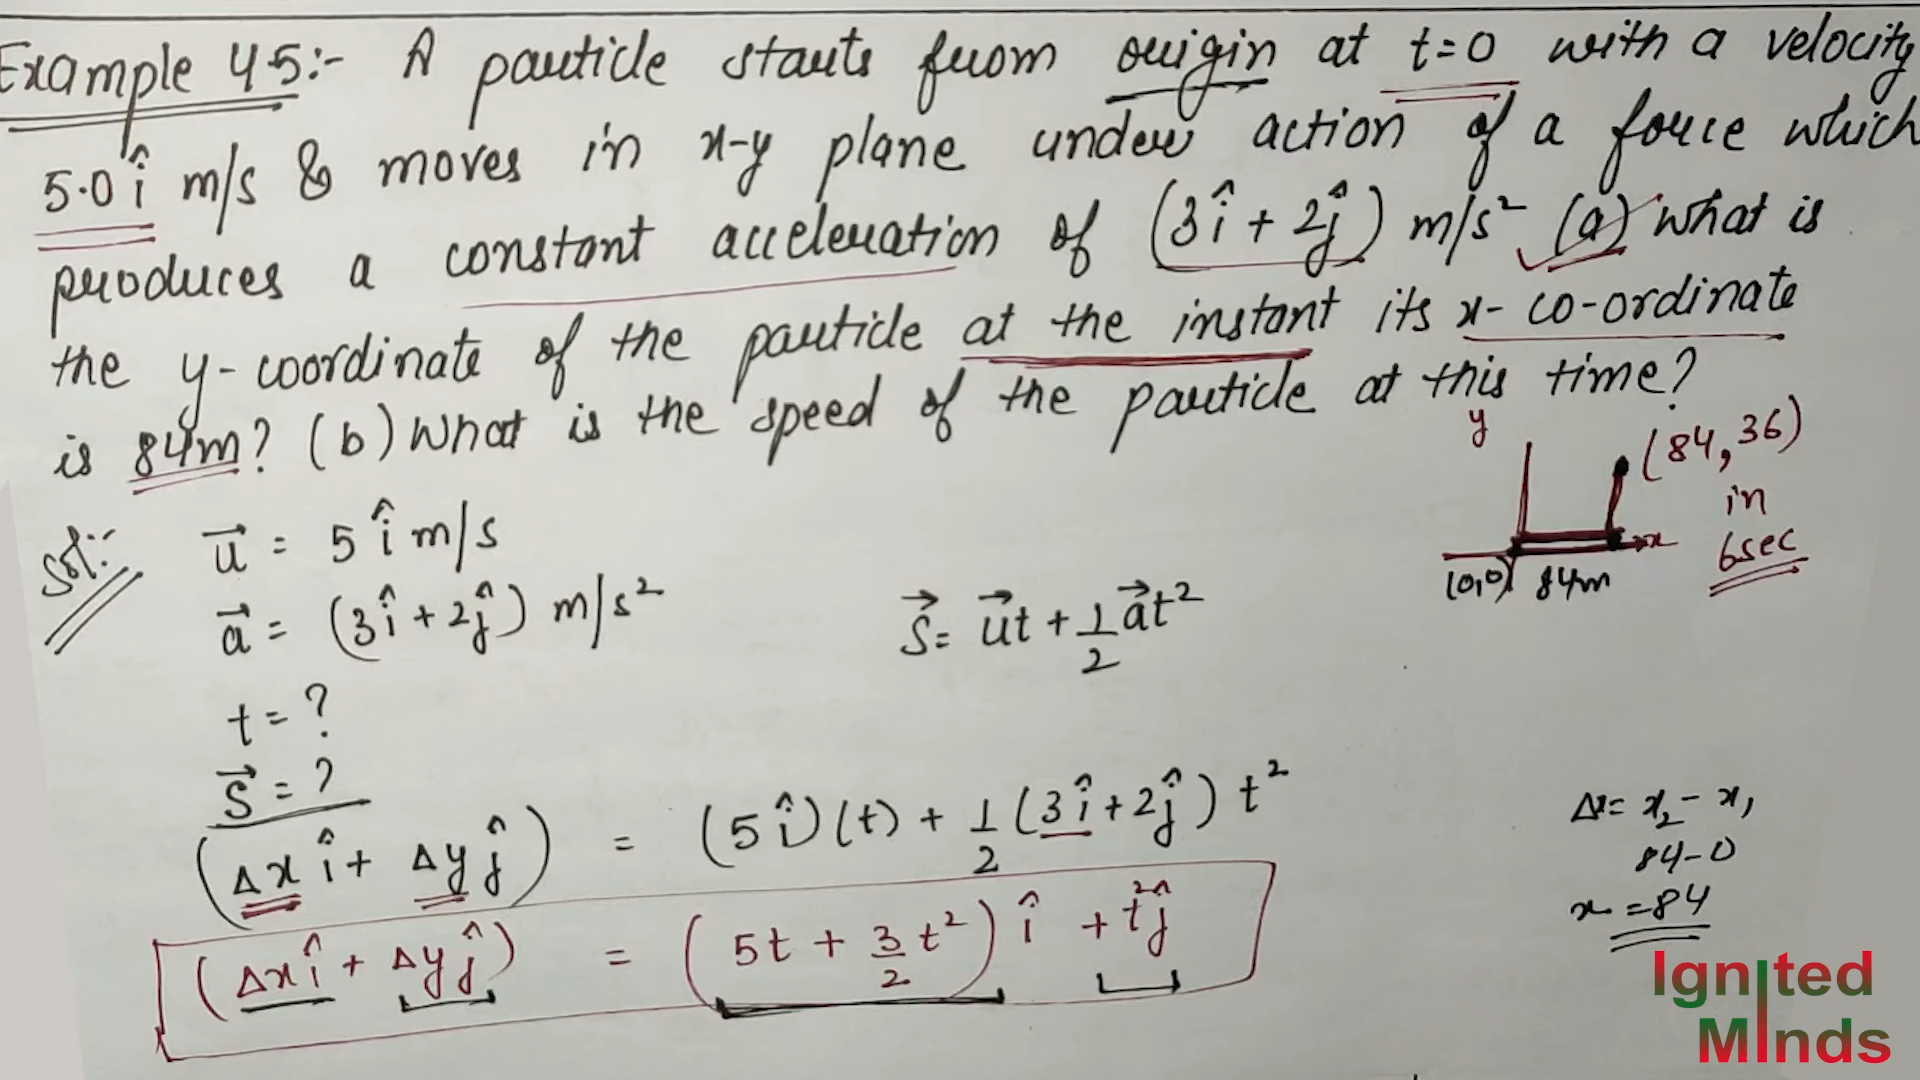 Example 4.5:- A particle starts from origin at t=0 with a velocity
5.0 î m/s & moves in x-y plane under action of a force which
produces a constant acceleration of (3î + 2ĵ) m/s² (a) What is
the y-coordinate of the particle at the instant its x-co-ordinate
is 84m? (b) What is the speed of the particle at this time?
y
(84,36)
in
6sec
x
(0,0) 84m
Sol:-
u⃗ = 5 î m/s
a⃗ = (3î + 2ĵ) m/s²
s⃗ = u⃗t + 1/2 a⃗t²
t = ?
s⃗ = ?
(Δx î + Δy ĵ) = (5 î)(t) + 1/2 (3î + 2ĵ) t²
(Δx î + Δy ĵ) = (5t + 3/2 t²) î + t² ĵ
Δx = x₂ - x₁
84-0
x = 84
Ignited
Minds